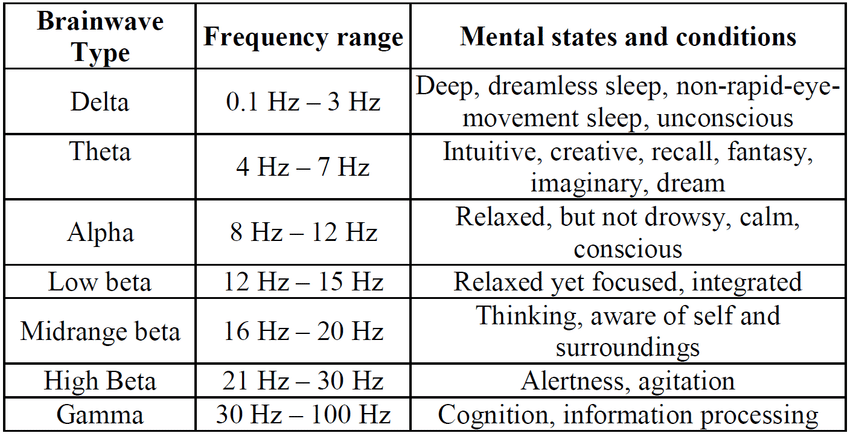 Brainwave Type Frequency range Mental states and conditions
Delta 0.1 Hz – 3 Hz Deep, dreamless sleep, non-rapid-eye-
movement sleep, unconscious
Theta 4 Hz – 7 Hz Intuitive, creative, recall, fantasy,
imaginary, dream
Alpha 8 Hz – 12 Hz Relaxed, but not drowsy, calm,
conscious
Low beta 12 Hz – 15 Hz Relaxed yet focused, integrated
Midrange beta 16 Hz – 20 Hz Thinking, aware of self and
surroundings
High Beta 21 Hz – 30 Hz Alertness, agitation
Gamma 30 Hz – 100 Hz Cognition, information processing